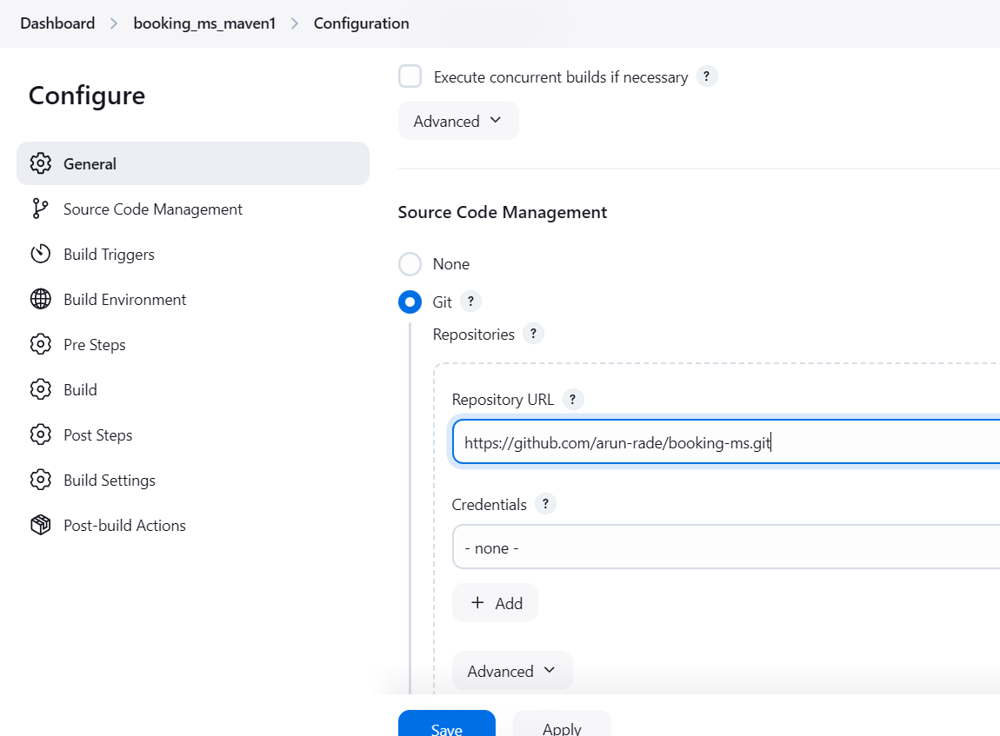 Dashboard > booking_ms_maven1 > Configuration
Configure
General
Source Code Management
Build Triggers
Build Environment
Pre Steps
Build
Post Steps
Build Settings
Post-build Actions
Execute concurrent builds if necessary ?
Advanced
Source Code Management
None
Git ?
Repositories ?
Repository URL ?
https://github.com/arun-rade/booking-ms.git
Credentials ?
- none -
+ Add
Advanced
Save Apply